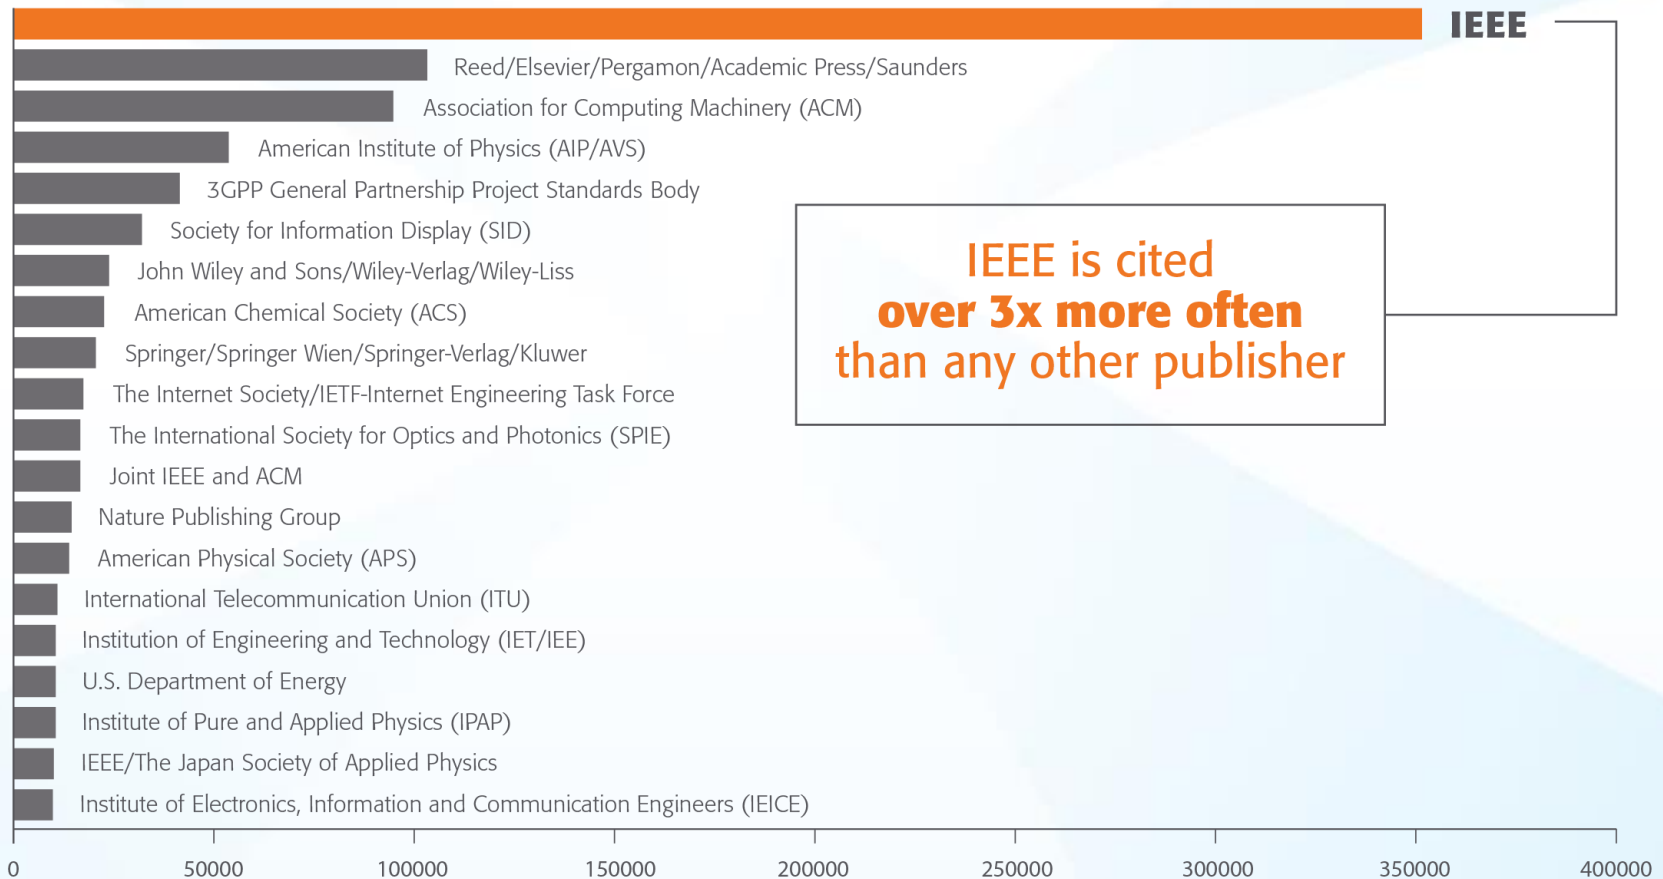 IEEE
Reed/Elsevier/Pergamon/Academic Press/Saunders
Association for Computing Machinery (ACM)
American Institute of Physics (AIP/AVS)
3GPP General Partnership Project Standards Body
Society for Information Display (SID)
John Wiley and Sons/Wiley-Verlag/Wiley-Liss
American Chemical Society (ACS)
Springer/Springer Wien/Springer-Verlag/Kluwer
The Internet Society/IETF-Internet Engineering Task Force
The International Society for Optics and Photonics (SPIE)
Joint IEEE and ACM
Nature Publishing Group
American Physical Society (APS)
International Telecommunication Union (ITU)
Institution of Engineering and Technology (IET/IEE)
U.S. Department of Energy
Institute of Pure and Applied Physics (IPAP)
IEEE/The Japan Society of Applied Physics
Institute of Electronics, Information and Communication Engineers (IEICE)
IEEE is cited
over 3x more often
than any other publisher
0 50000 100000 150000 200000 250000 300000 350000 400000